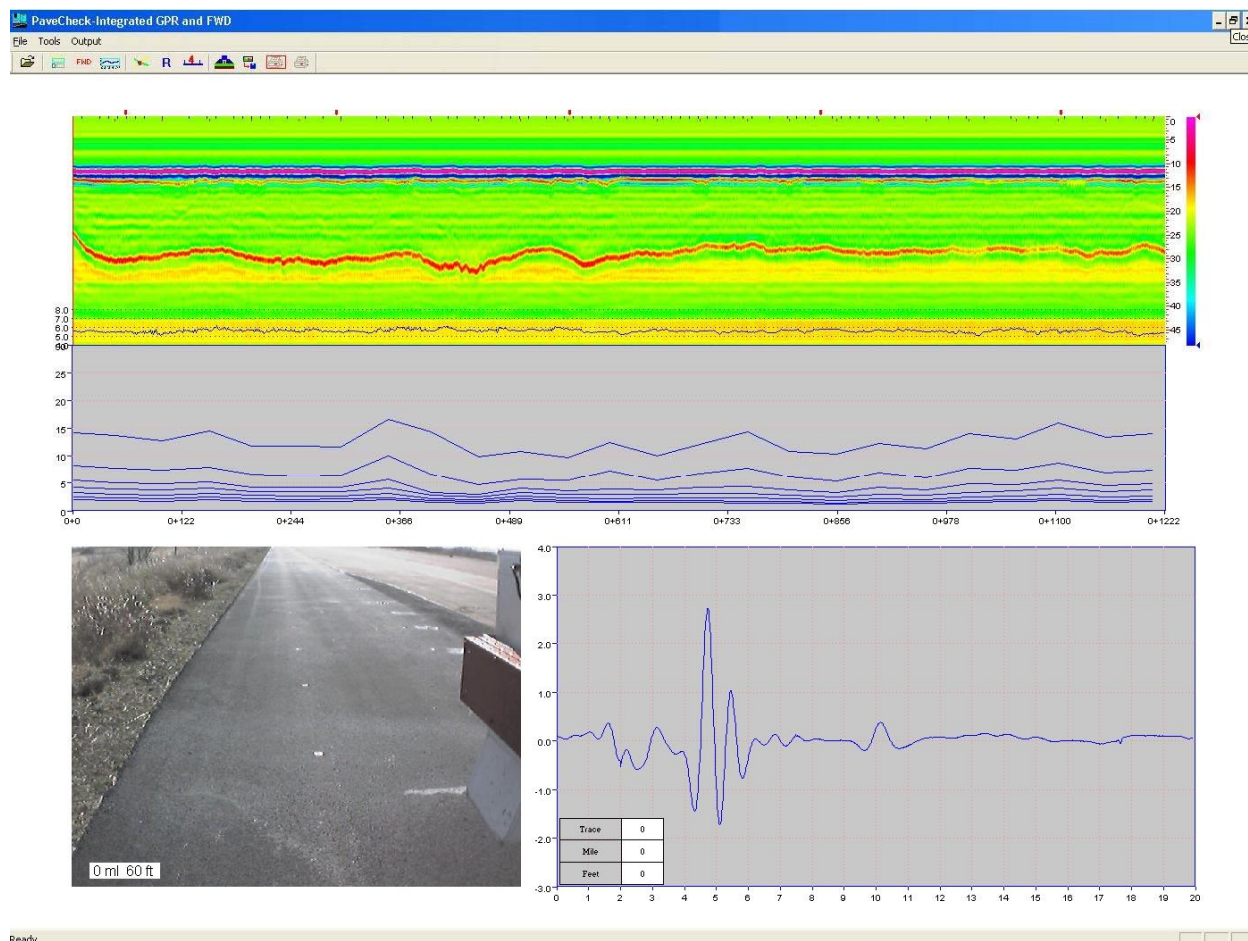 PaveCheck-Integrated GPR and FWD
File Tools Output
Clos
FWD R 4
0
5
10
15
20
25
30
35
40
45
8.0
7.0
6.0
5.0
25
20
15
10
5
0
0+0 0+122 0+244 0+366 0+489 0+611 0+733 0+856 0+978 0+1100 0+1222
0 ml 60 ft
4.0
3.0
2.0
1.0
0.0
-1.0
-2.0
-3.0
Trace 0
Mile 0
Feet 0
0 1 2 3 4 5 6 7 8 9 10 11 12 13 14 15 16 17 18 19 20
Ready